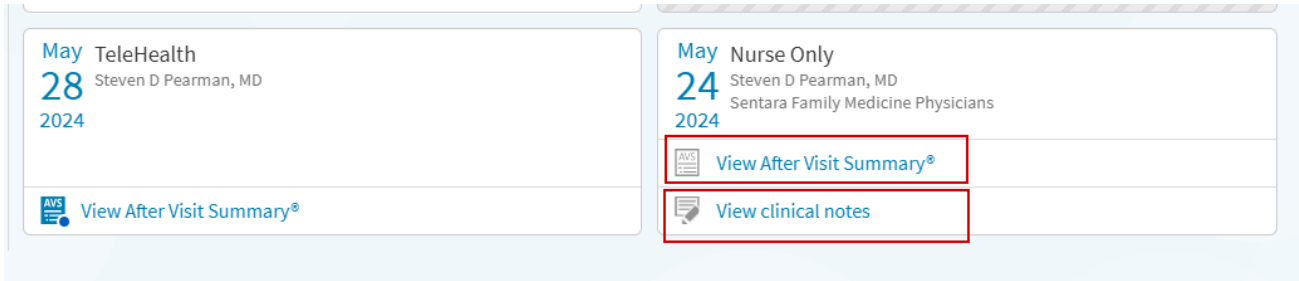 May
28
2024
TeleHealth
Steven D Pearman, MD
AVS
View After Visit Summary®
May
24
2024
Nurse Only
Steven D Pearman, MD
Sentara Family Medicine Physicians
AVS
View After Visit Summary®
View clinical notes